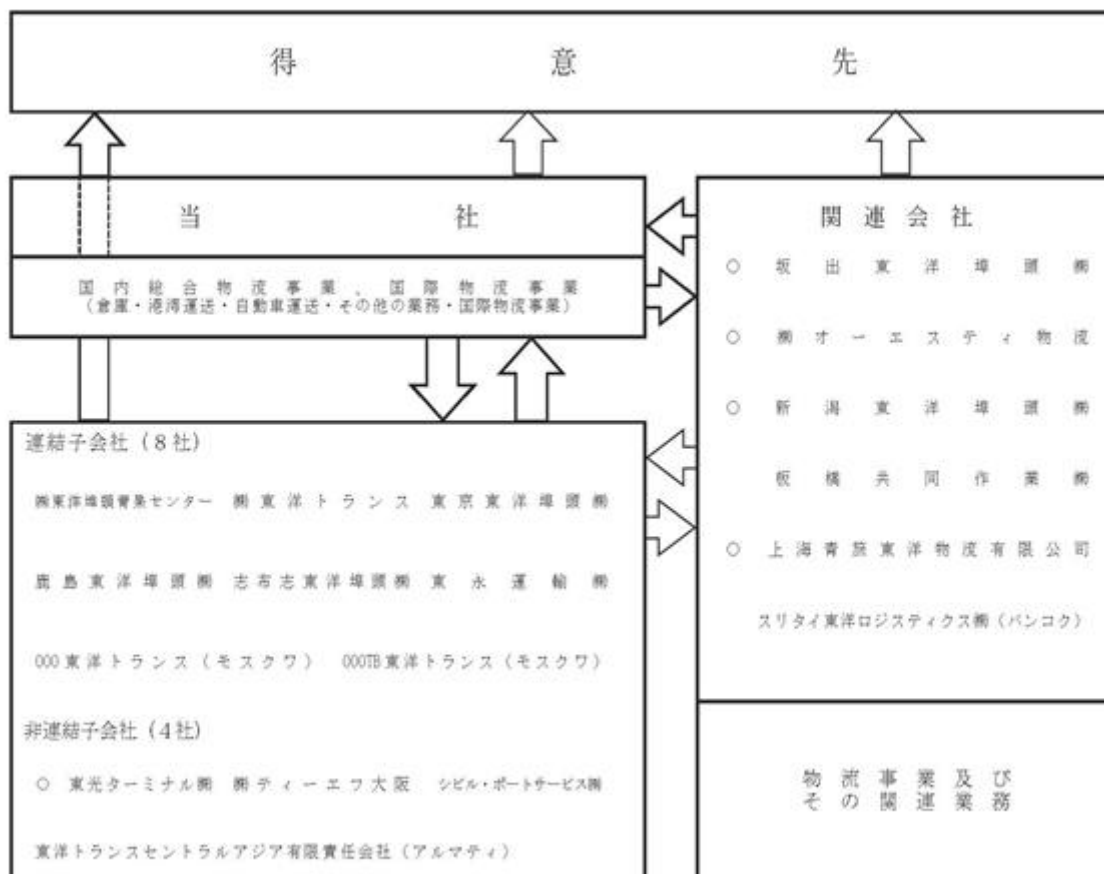 得意先
当社
国内総合物流事業、国際物流事業
（倉庫・港湾運送・自動車運送・その他の業務・国際物流事業）
連結子会社（８社）
㈱東洋埠頭青果センター ㈱東洋トランス 東京東洋埠頭㈱
鹿島東洋埠頭㈱ 志布志東洋埠頭㈱ 東永運輸㈱
OOO東洋トランス（モスクワ） OOOTB東洋トランス（モスクワ）
非連結子会社（４社）
○ 東光ターミナル㈱ ㈱ティーエフ大阪 シビル・ポートサービス㈱
東洋トランスセントラルアジア有限責任会社（アルマティ）
関連会社
○ 坂出東洋埠頭㈱
○ ㈱オーエスティ物流
○ 新潟東洋埠頭㈱
板橋共同作業㈱
○ 上海青旅東洋物流有限公司
スリタイ東洋ロジスティクス㈱（バンコク）
物流事業及び
その関連業務